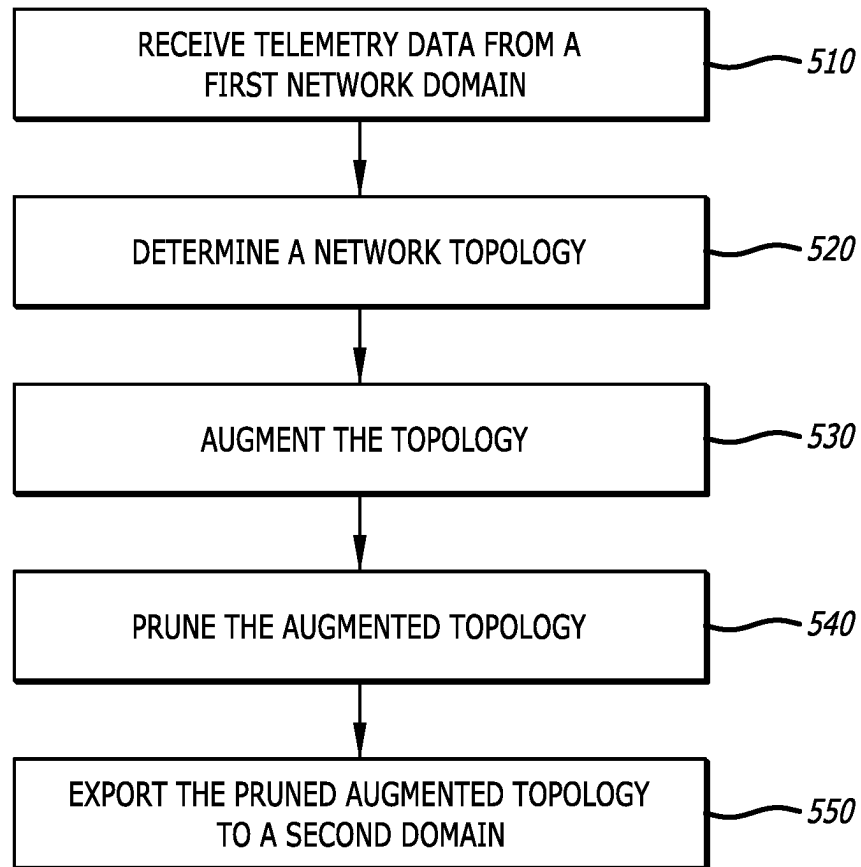 RECEIVE TELEMETRY DATA FROM A
FIRST NETWORK DOMAIN
510
DETERMINE A NETWORK TOPOLOGY
520
AUGMENT THE TOPOLOGY
530
PRUNE THE AUGMENTED TOPOLOGY
540
EXPORT THE PRUNED AUGMENTED TOPOLOGY
TO A SECOND DOMAIN
550